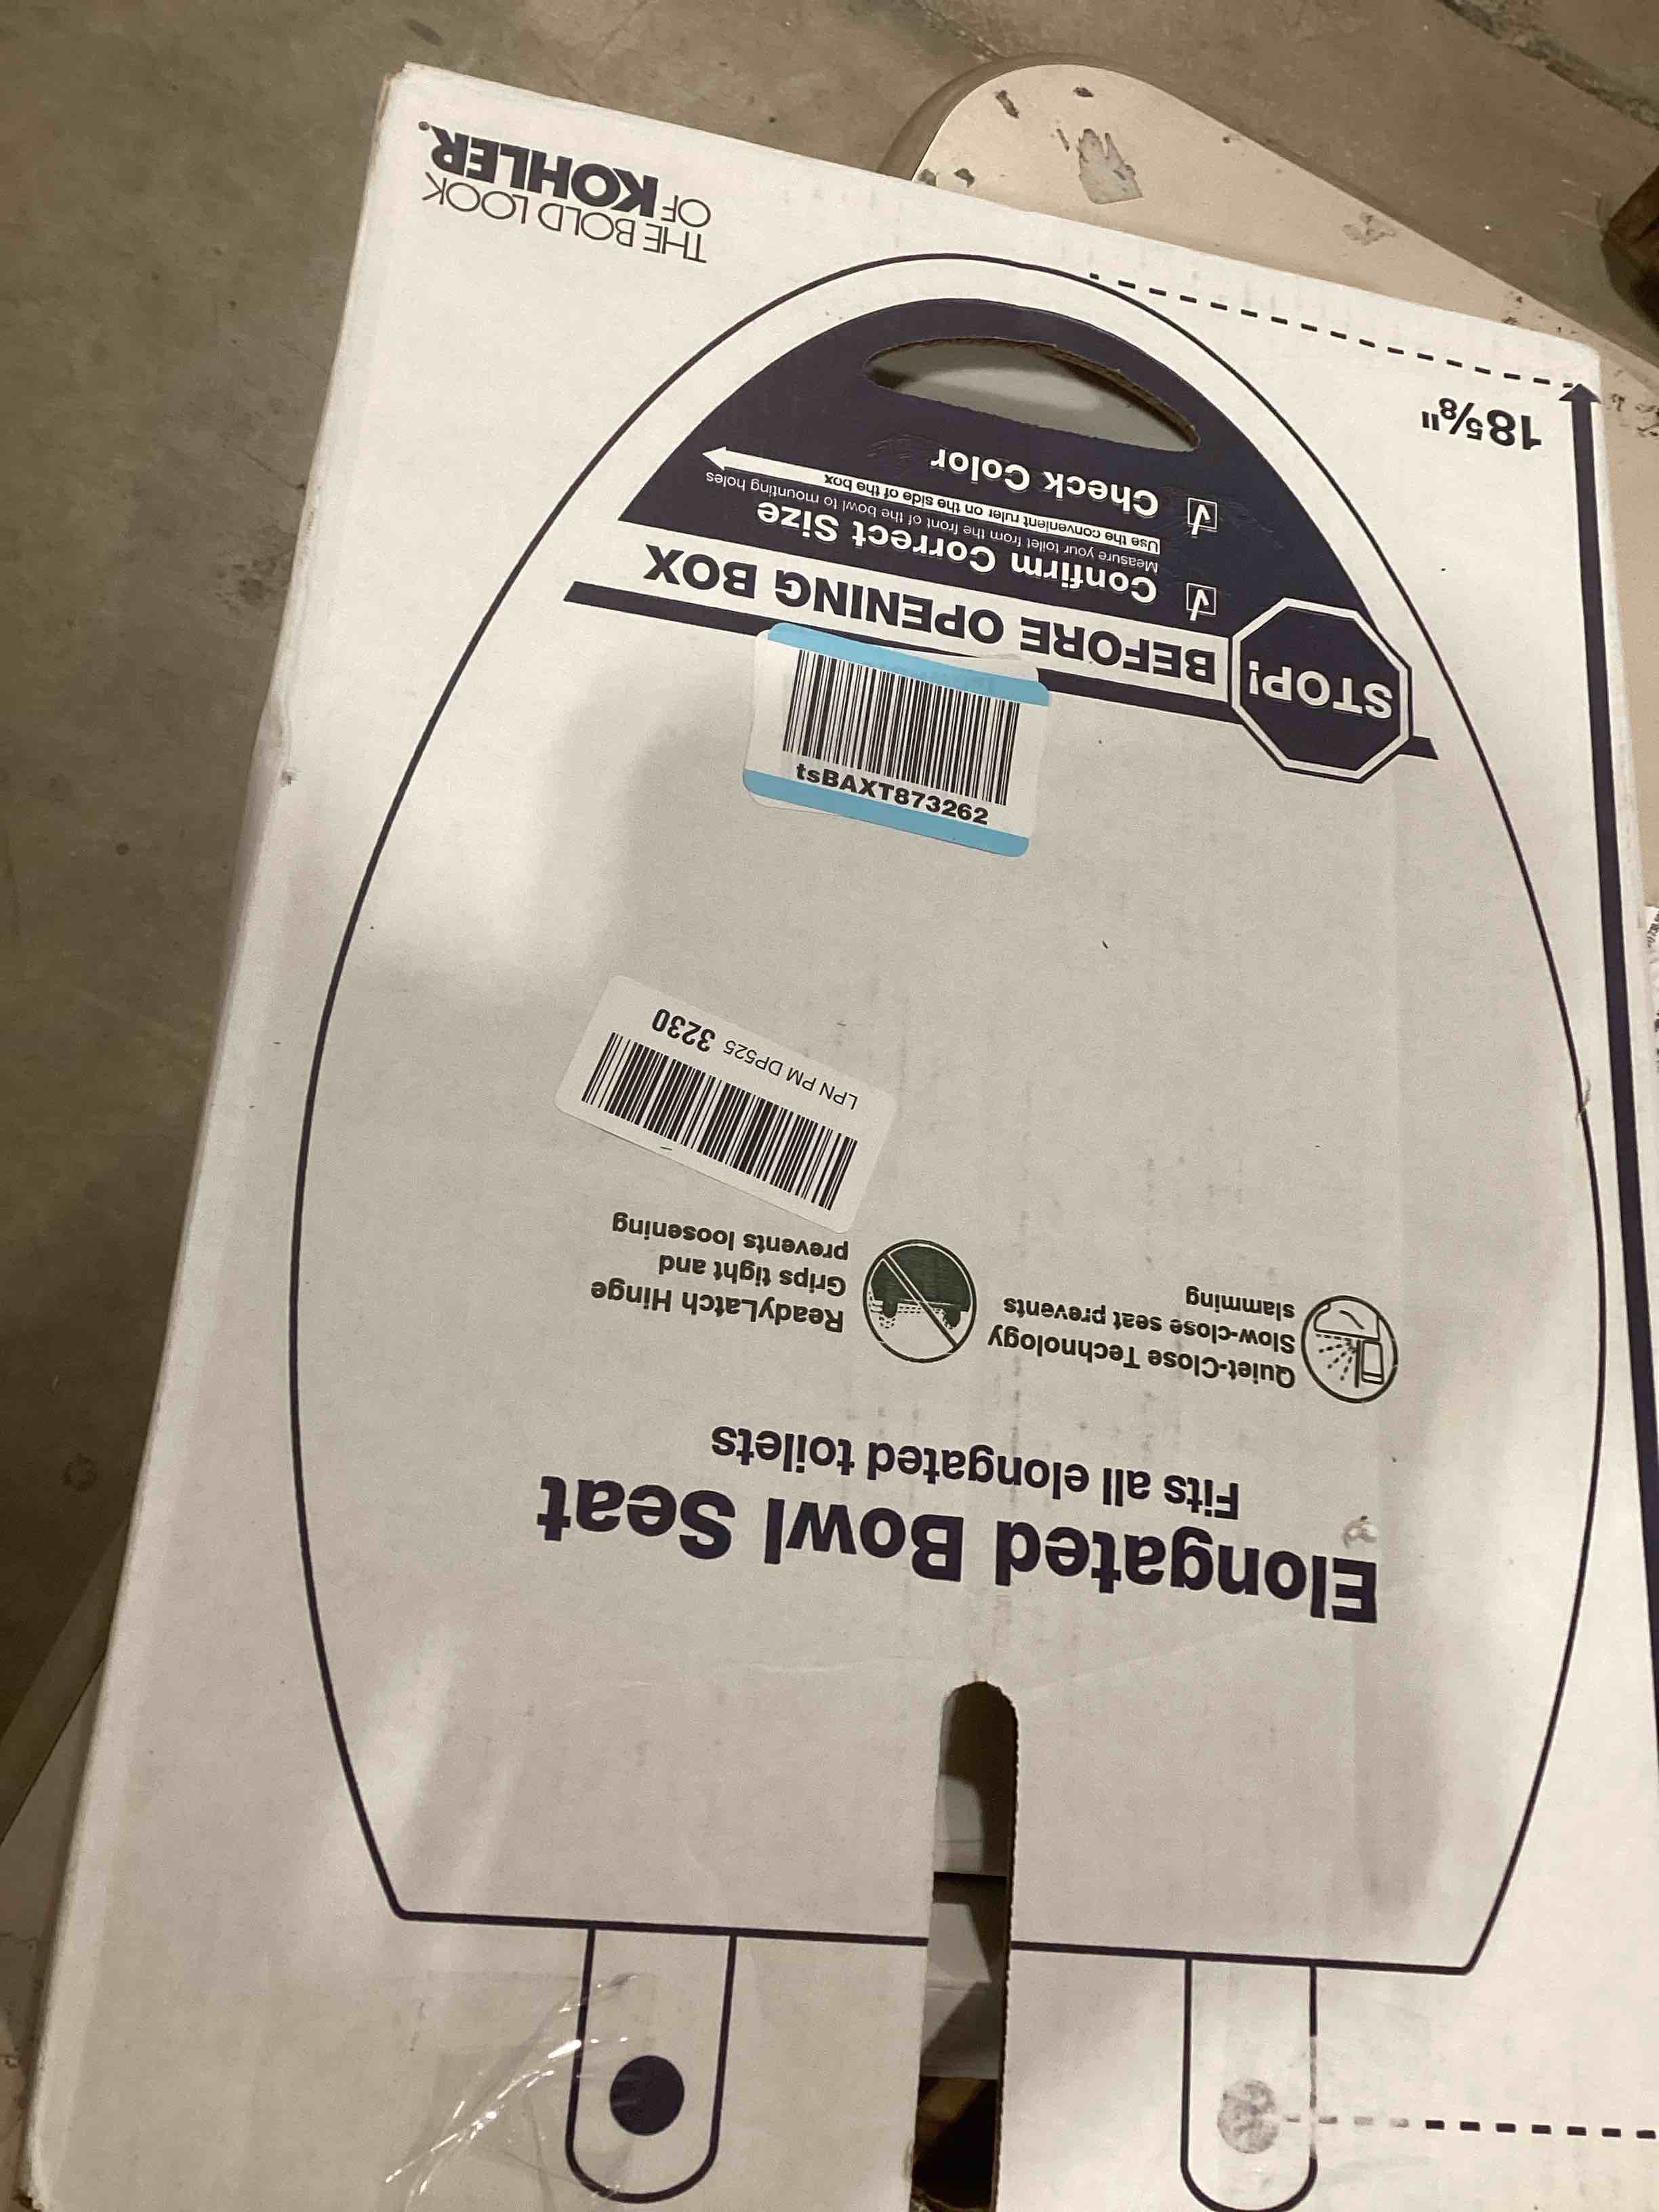 Elongated Bowl Seat
Fits all elongated toilets
Quiet-Close Technology
Slow-close seat prevents
slamming
ReadyLatch Hinge
Grips tight and
prevents loosening
LPN PM DP525 3230
tsBAXT873262
STOP!
BEFORE OPENING BOX
Confirm Correct Size
Measure your toilet from the front of the bowl to mounting holes
Use the convenient ruler on the side of the box
Check Color
18⅝"
THE BOLD LOOK
OF KOHLER.